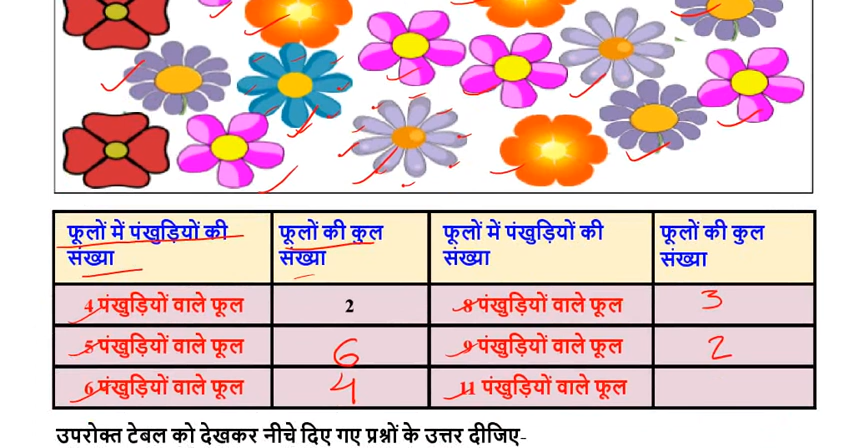 फूलों में पंखुड़ियों की संख्या
फूलों की कुल संख्या
फूलों में पंखुड़ियों की संख्या
फूलों की कुल संख्या
4 पंखुड़ियों वाले फूल
2
8 पंखुड़ियों वाले फूल
3
5 पंखुड़ियों वाले फूल
6
9 पंखुड़ियों वाले फूल
2
6 पंखुड़ियों वाले फूल
4
11 पंखुड़ियों वाले फूल
उपरोक्त टेबल को देखकर नीचे दिए गए प्रश्नों के उत्तर दीजिए-